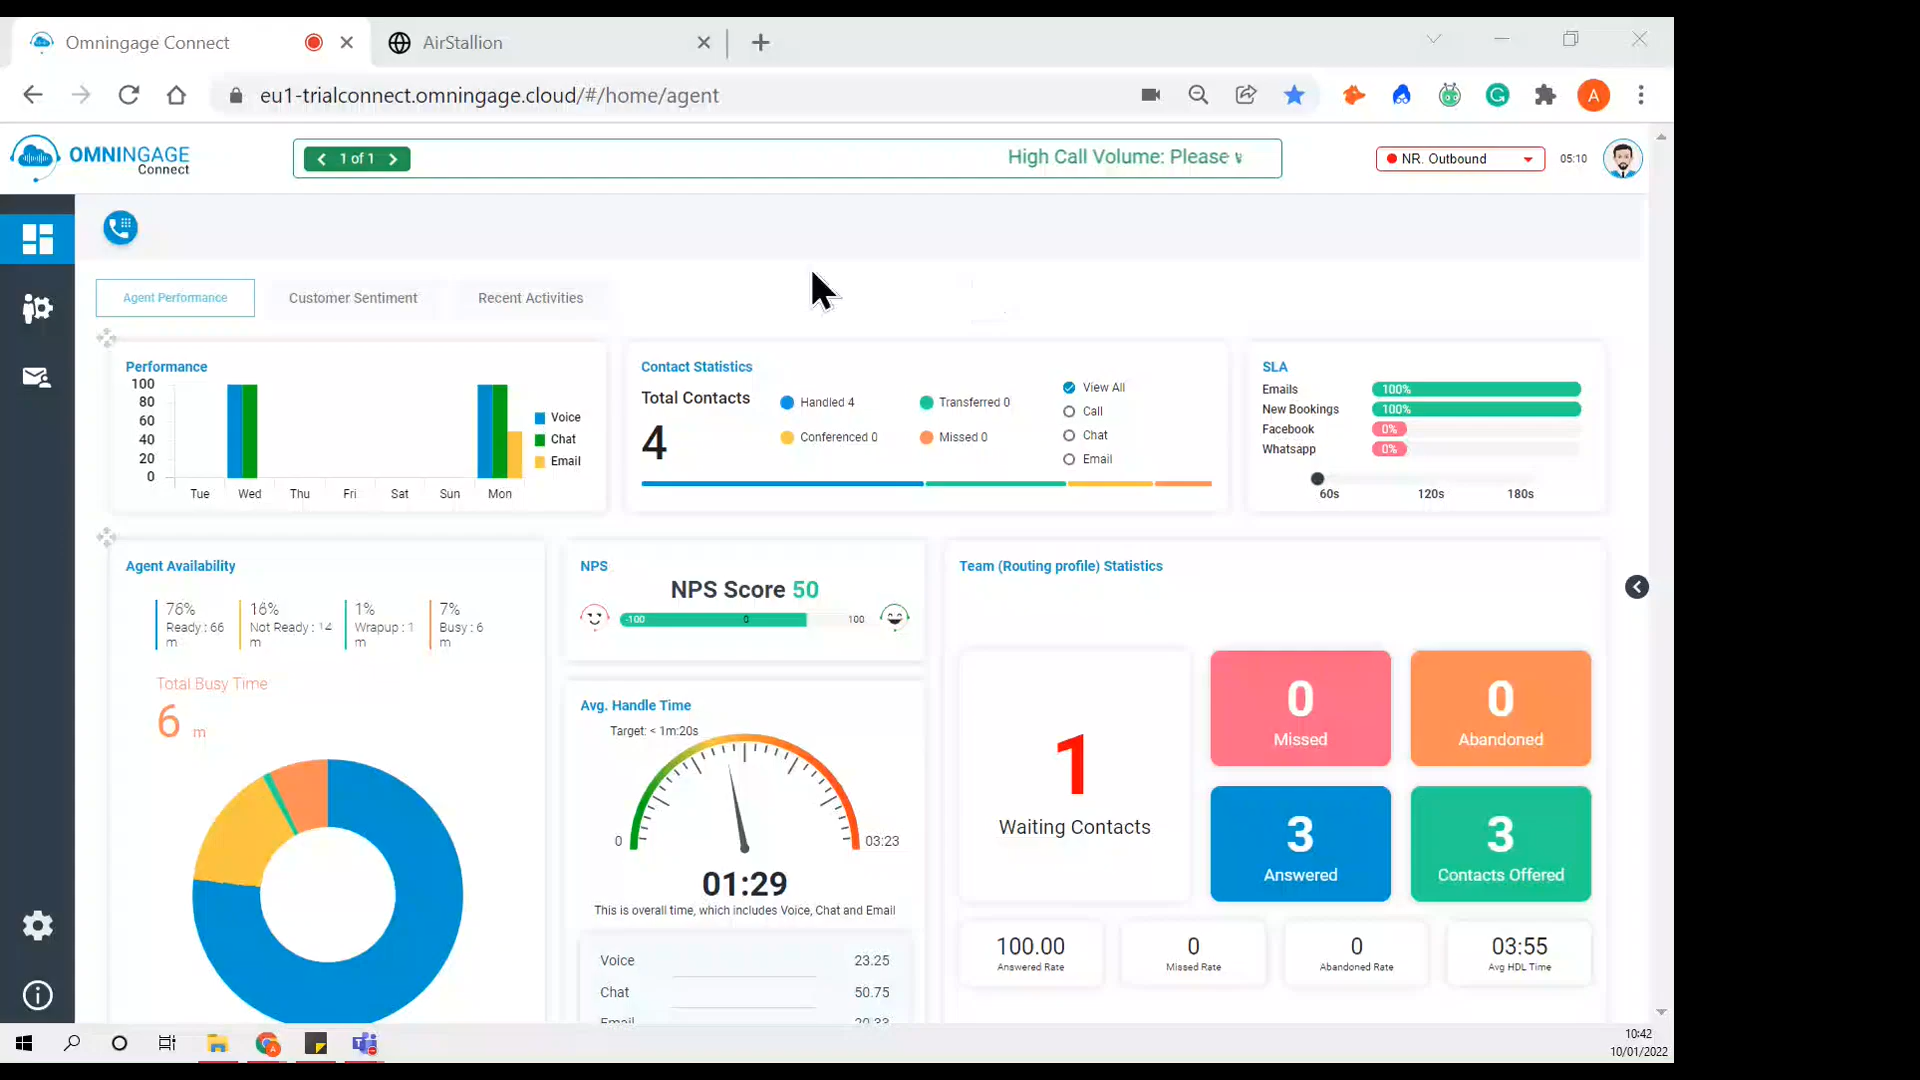 Omningage Connect
AirStallion
eu1-trialconnect.omningage.cloud/#/home/agent
A
OMNINGAGE
Connect
1 of 1
High Call Volume: Please
NR. Outbound
05:10
Agent Performance
Customer Sentiment
Recent Activities
Performance
100
80
60
40
20
0
Tue
Wed
Thu
Fri
Sat
Sun
Mon
Voice
Chat
Email
Contact Statistics
Total Contacts
4
Handled 4
Transferred 0
Conferenced 0
Missed 0
View All
Call
Chat
Email
SLA
Emails
100%
New Bookings
100%
Facebook
0%
Whatsapp
0%
60s
120s
180s
Agent Availability
76%
Ready : 66
m
16%
Not Ready : 14
m
1%
Wrapup : 1
m
7%
Busy : 6
m
Total Busy Time
6 m
NPS
NPS Score 50
-100
0
100
Avg. Handle Time
Target: < 1m:20s
0
03:23
01:29
This is overall time, which includes Voice, Chat and Email
Voice
23.25
Chat
50.75
Email
Team (Routing profile) Statistics
1
Waiting Contacts
0
Missed
0
Abandoned
3
Answered
3
Contacts Offered
100.00
Answered Rate
0
Missed Rate
0
Abandoned Rate
03:55
Avg HDL Time
10:42
10/01/2022